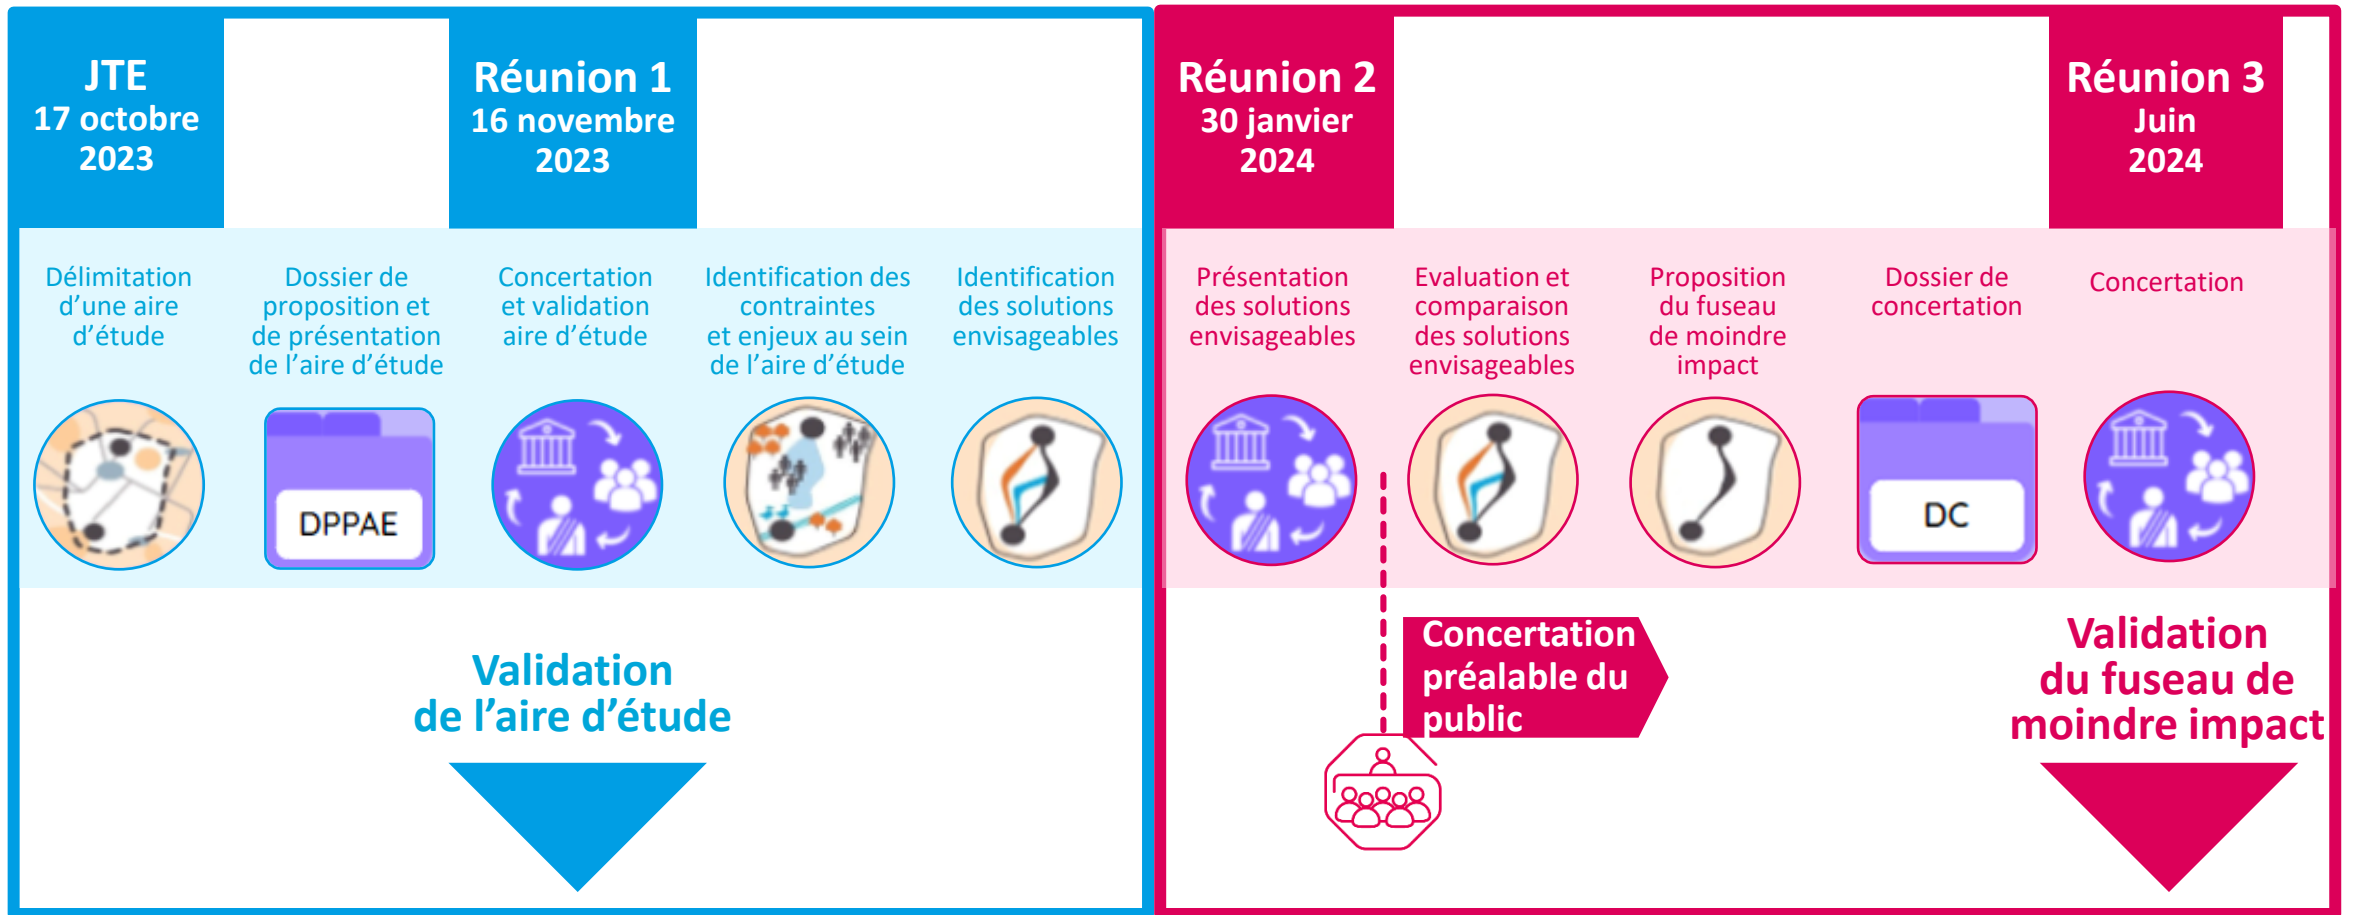 JTE
17 octobre
2023
Réunion 1
16 novembre
2023
Réunion 2
30 janvier
2024
Réunion 3
Juin
2024
Délimitation
d'une aire
d'étude
Dossier de
proposition et
de présentation
de l'aire d'étude
Concertation
et validation
aire d'étude
Identification des
contraintes
et enjeux au sein
de l'aire d'étude
Identification
des solutions
envisageables
Présentation
des solutions
envisageables
Evaluation et
comparaison
des solutions
envisageables
Proposition
du fuseau
de moindre
impact
Dossier de
concertation
Concertation
DPPAE
DC
Validation
de l'aire d'étude
Concertation
préalable du
public
Validation
du fuseau de
moindre impact